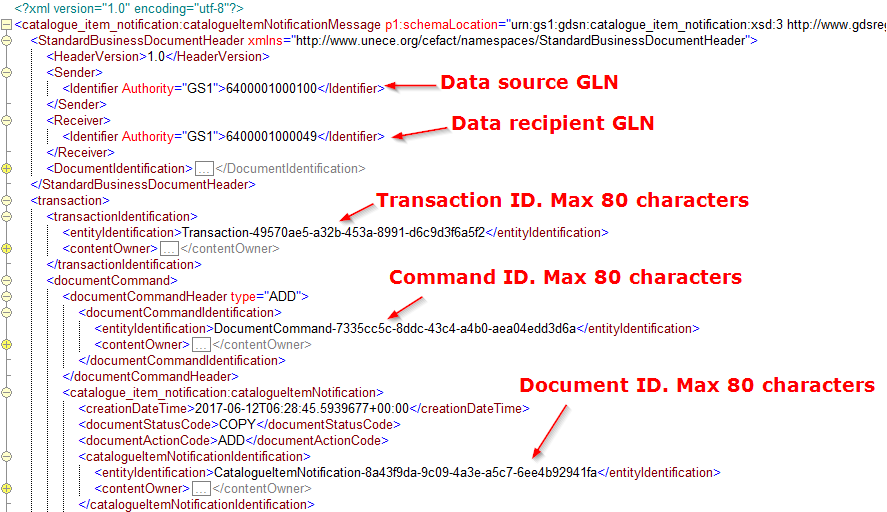 <?xml version="1.0" encoding="utf-8"?>
<catalogue_item_notification:catalogueItemNotificationMessage p1:schemaLocation="urn:gs1:gdsn:catalogue_item_notification:xsd:3 http://www.gdsreg
<StandardBusinessDocumentHeader xmlns="http://www.unece.org/cefact/namespaces/StandardBusinessDocumentHeader">
<HeaderVersion>1.0</HeaderVersion>
<Sender>
<Identifier Authority="GS1">6400001000100</Identifier> Data source GLN
</Sender>
<Receiver>
<Identifier Authority="GS1">6400001000049</Identifier> Data recipient GLN
</Receiver>
<DocumentIdentification>...</DocumentIdentification>
</StandardBusinessDocumentHeader>
<transaction>
Transaction ID. Max 80 characters
<transactionIdentification>
<entityIdentification>Transaction-49570ae5-a32b-453a-8991-d6c9d3f6a5f2</entityIdentification>
<contentOwner>...</contentOwner>
</transactionIdentification>
<documentCommand>
Command ID. Max 80 characters
<documentCommandHeader type="ADD">
<documentCommandIdentification>
<entityIdentification>DocumentCommand-7335cc5c-8ddc-43c4-a4b0-aea04edd3d6a</entityIdentification>
<contentOwner>...</contentOwner>
</documentCommandIdentification>
</documentCommandHeader>
Document ID. Max 80 characters
<catalogue_item_notification:catalogueItemNotification>
<creationDateTime>2017-06-12T06:28:45.5939677+00:00</creationDateTime>
<documentStatusCode>COPY</documentStatusCode>
<documentActionCode>ADD</documentActionCode>
<catalogueItemNotificationIdentification>
<entityIdentification>CatalogueItemNotification-8a43f9da-9c09-4a3e-a5c7-6ee4b92941fa</entityIdentification>
<contentOwner>...</contentOwner>
</catalogueItemNotificationIdentification>